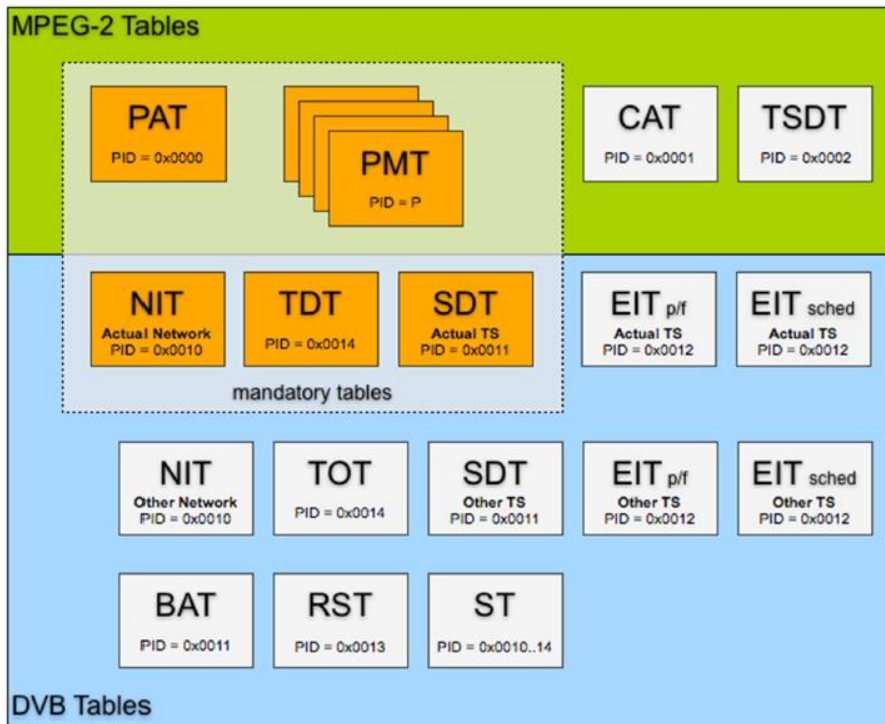 MPEG-2 Tables
PAT
PID = 0x0000
PMT
PID = P
CAT
PID = 0x0001
TSDT
PID = 0x0002
NIT
Actual Network
PID = 0x0010
TDT
PID = 0x0014
SDT
Actual TS
PID = 0x0011
EIT p/f
Actual TS
PID = 0x0012
EIT sched
Actual TS
PID = 0x0012
mandatory tables
NIT
Other Network
PID = 0x0010
TOT
PID = 0x0014
SDT
Other TS
PID = 0x0011
EIT p/f
Other TS
PID = 0x0012
EIT sched
Other TS
PID = 0x0012
BAT
PID = 0x0011
RST
PID = 0x0013
ST
PID = 0x0010..14
DVB Tables